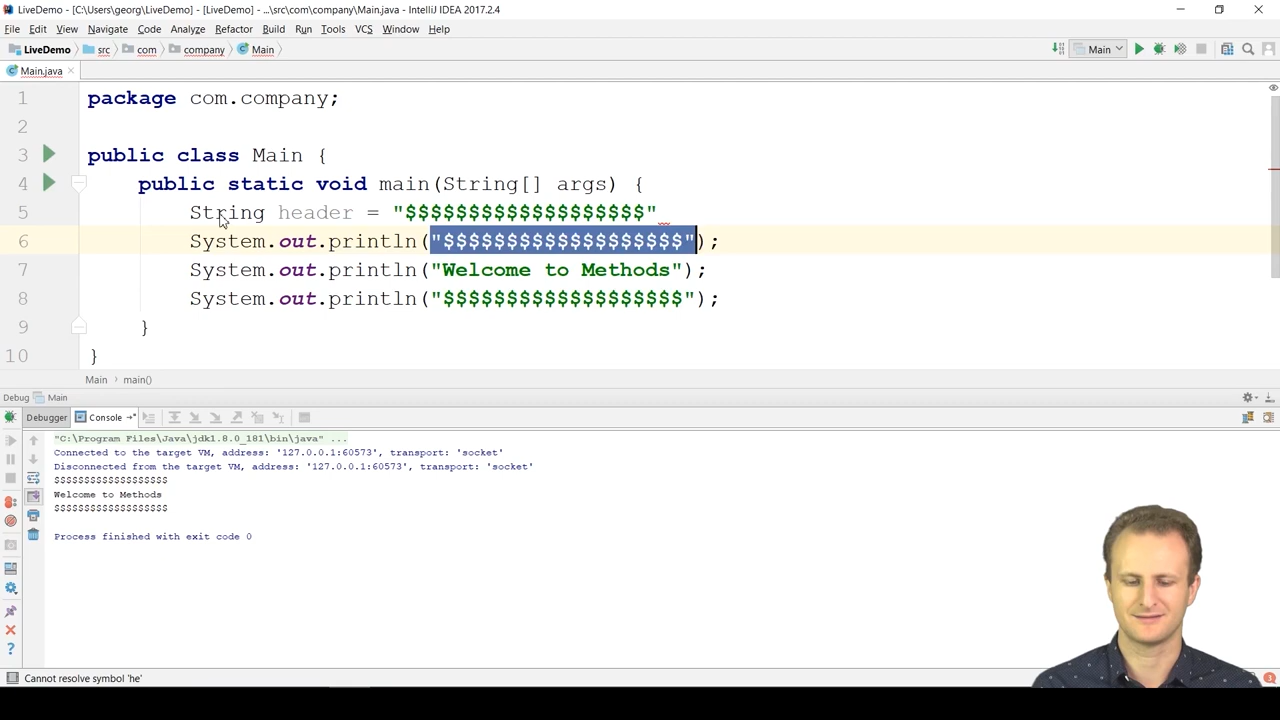 LiveDemo - [C:\Users\georg\LiveDemo] - [LiveDemo] - ...\src\com\company\Main.java - IntelliJ IDEA 2017.2.4
File Edit View Navigate Code Analyze Refactor Build Run Tools VCS Window Help
LiveDemo src com company Main Main
Main.java
1 package com.company;
2
3 public class Main {
4 public static void main(String[] args) {
5 String header = "$$$$$$$$$$$$$$$$$$$"
6 System.out.println("$$$$$$$$$$$$$$$$$$$");
7 System.out.println("Welcome to Methods");
8 System.out.println("$$$$$$$$$$$$$$$$$$$");
9 }
10 }
Main main()
Debug Main
Debugger Console
"C:\Program Files\Java\jdk1.8.0_181\bin\java" ...
Connected to the target VM, address: '127.0.0.1:60573', transport: 'socket'
Disconnected from the target VM, address: '127.0.0.1:60573', transport: 'socket'
$$$$$$$$$$$$$$$$$$$
Welcome to Methods
$$$$$$$$$$$$$$$$$$$
Process finished with exit code 0
Cannot resolve symbol 'he'
3